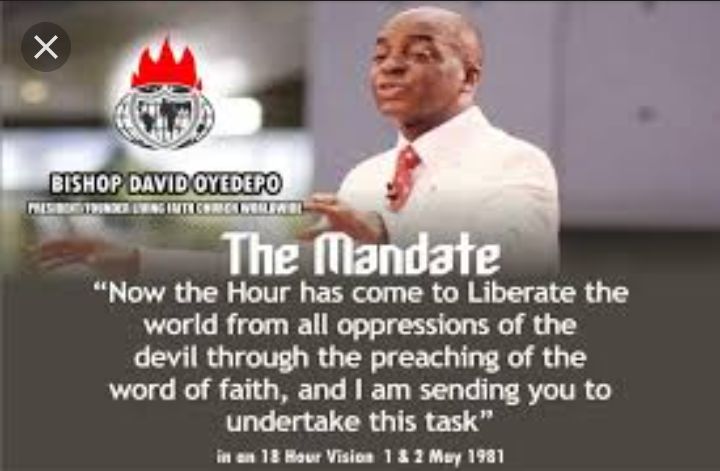 BISHOP DAVID OYEDEPO
PRESIDENT/FOUNDER LIVING FAITH CHURCH WORLDWIDE
The Mandate
“Now the Hour has come to Liberate the
world from all oppressions of the
devil through the preaching of the
word of faith, and I am sending you to
undertake this task”
in an 18 Hour Vision 1 & 2 May 1981